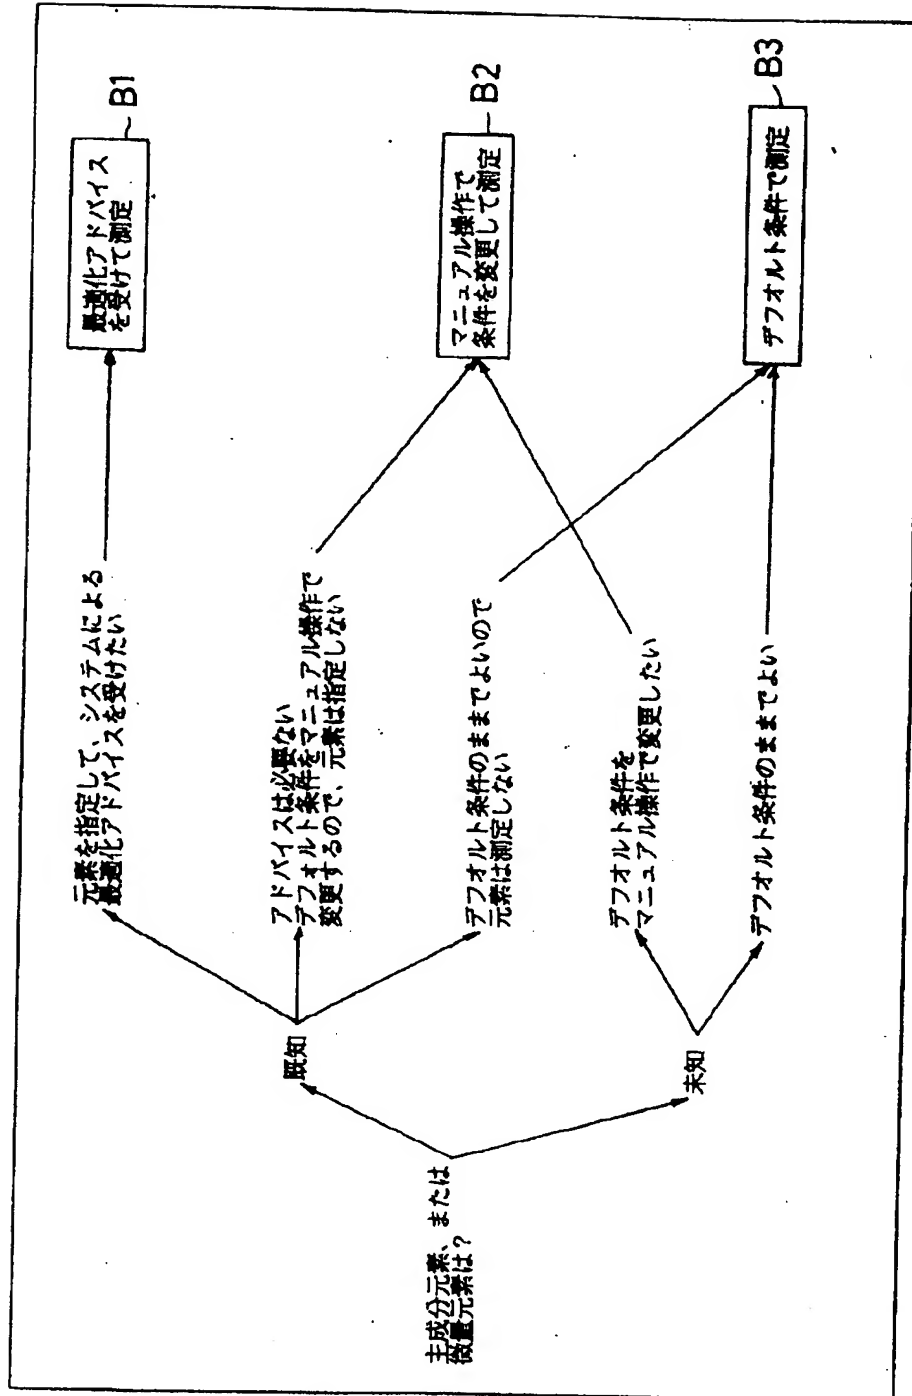 主成分元素、または
微量元素は？
既知
未知
元素を指定して、システムによる
最適化アドバイスを受けたい
アドバイスは必要ない
デフォルト条件をマニュアル操作で
変更するので、元素は指定しない
デフオルト条件のままでよいので
元素は測定しない
デフオルト条件を
マニュアル操作で変更したい
デフオルト条件のままでよい
最適化アドバイス
を受けて測定
B1
マニュアル操作で
条件を変更して測定
B2
デフオルト条件で測定
B3